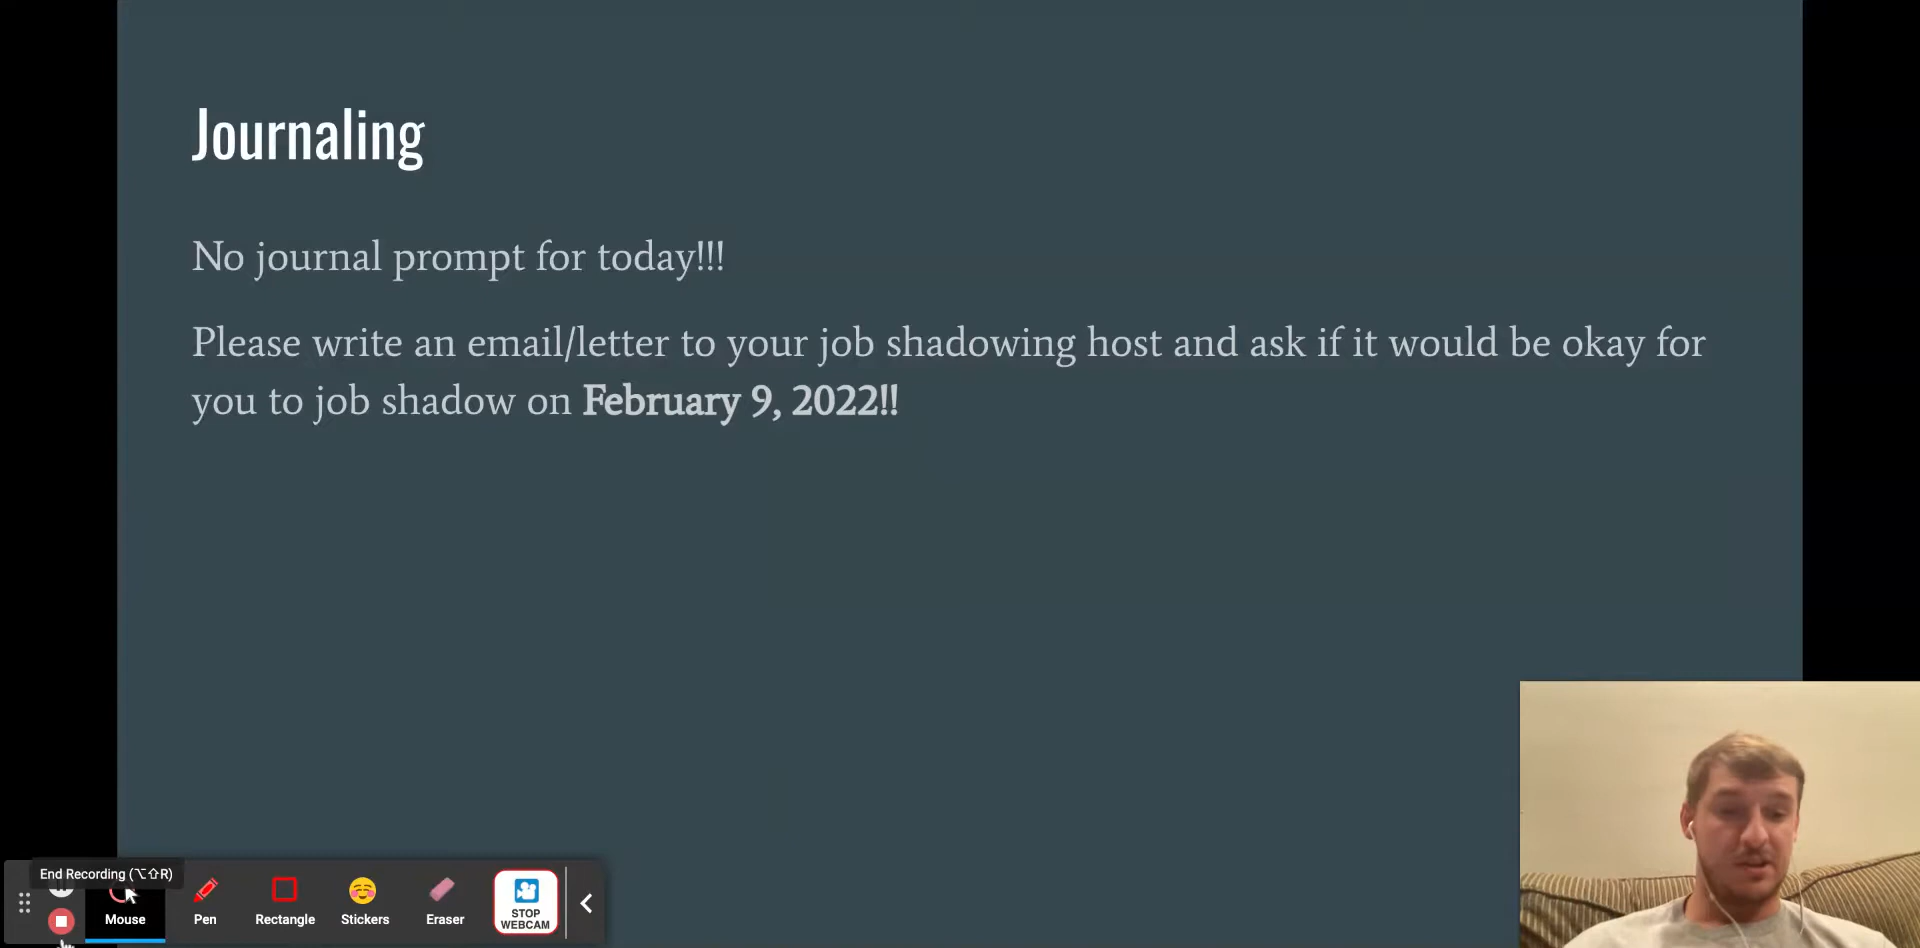 Journaling
No journal prompt for today!!!
Please write an email/letter to your job shadowing host and ask if it would be okay for
you to job shadow on February 9, 2022!!
End Recording (⌥⇧R)
Mouse
Pen
Rectangle
Stickers
Eraser
STOP
WEBCAM